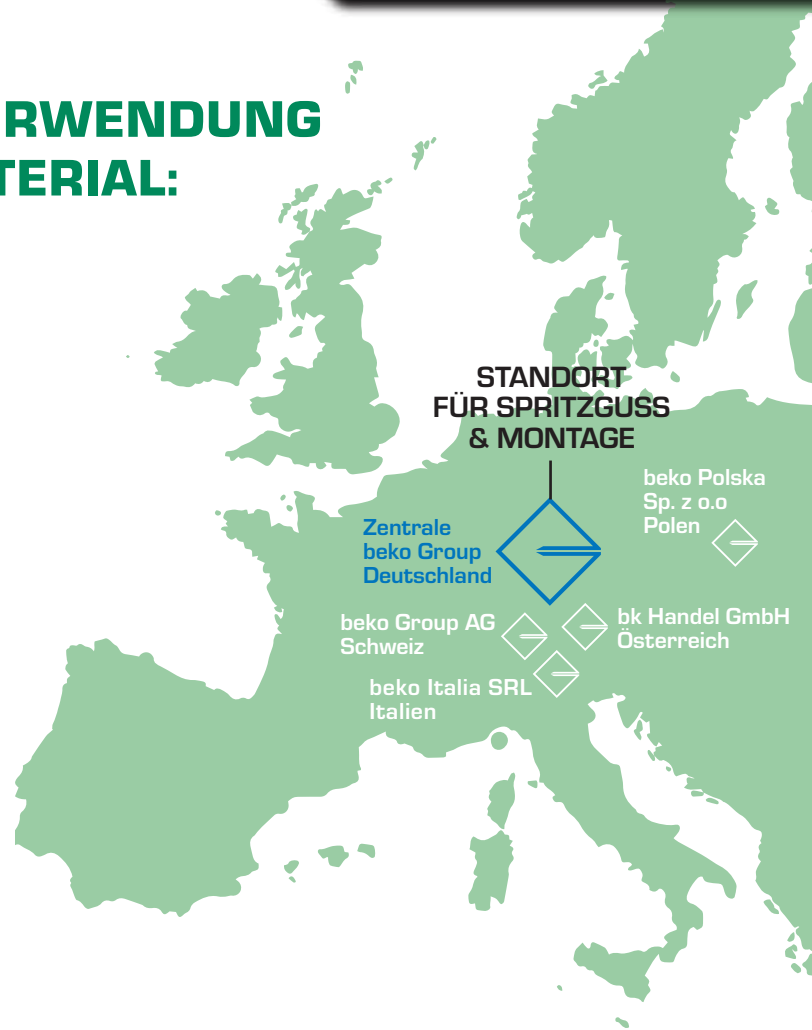 RWENDUNG
TERIAL:
STANDORT
FÜR SPRITZGUSS
& MONTAGE
beko Polska
Sp. z o.o
Polen
Zentrale
beko Group
Deutschland
beko Group AG
Schweiz
bk Handel GmbH
Österreich
beko Italia SRL
Italien